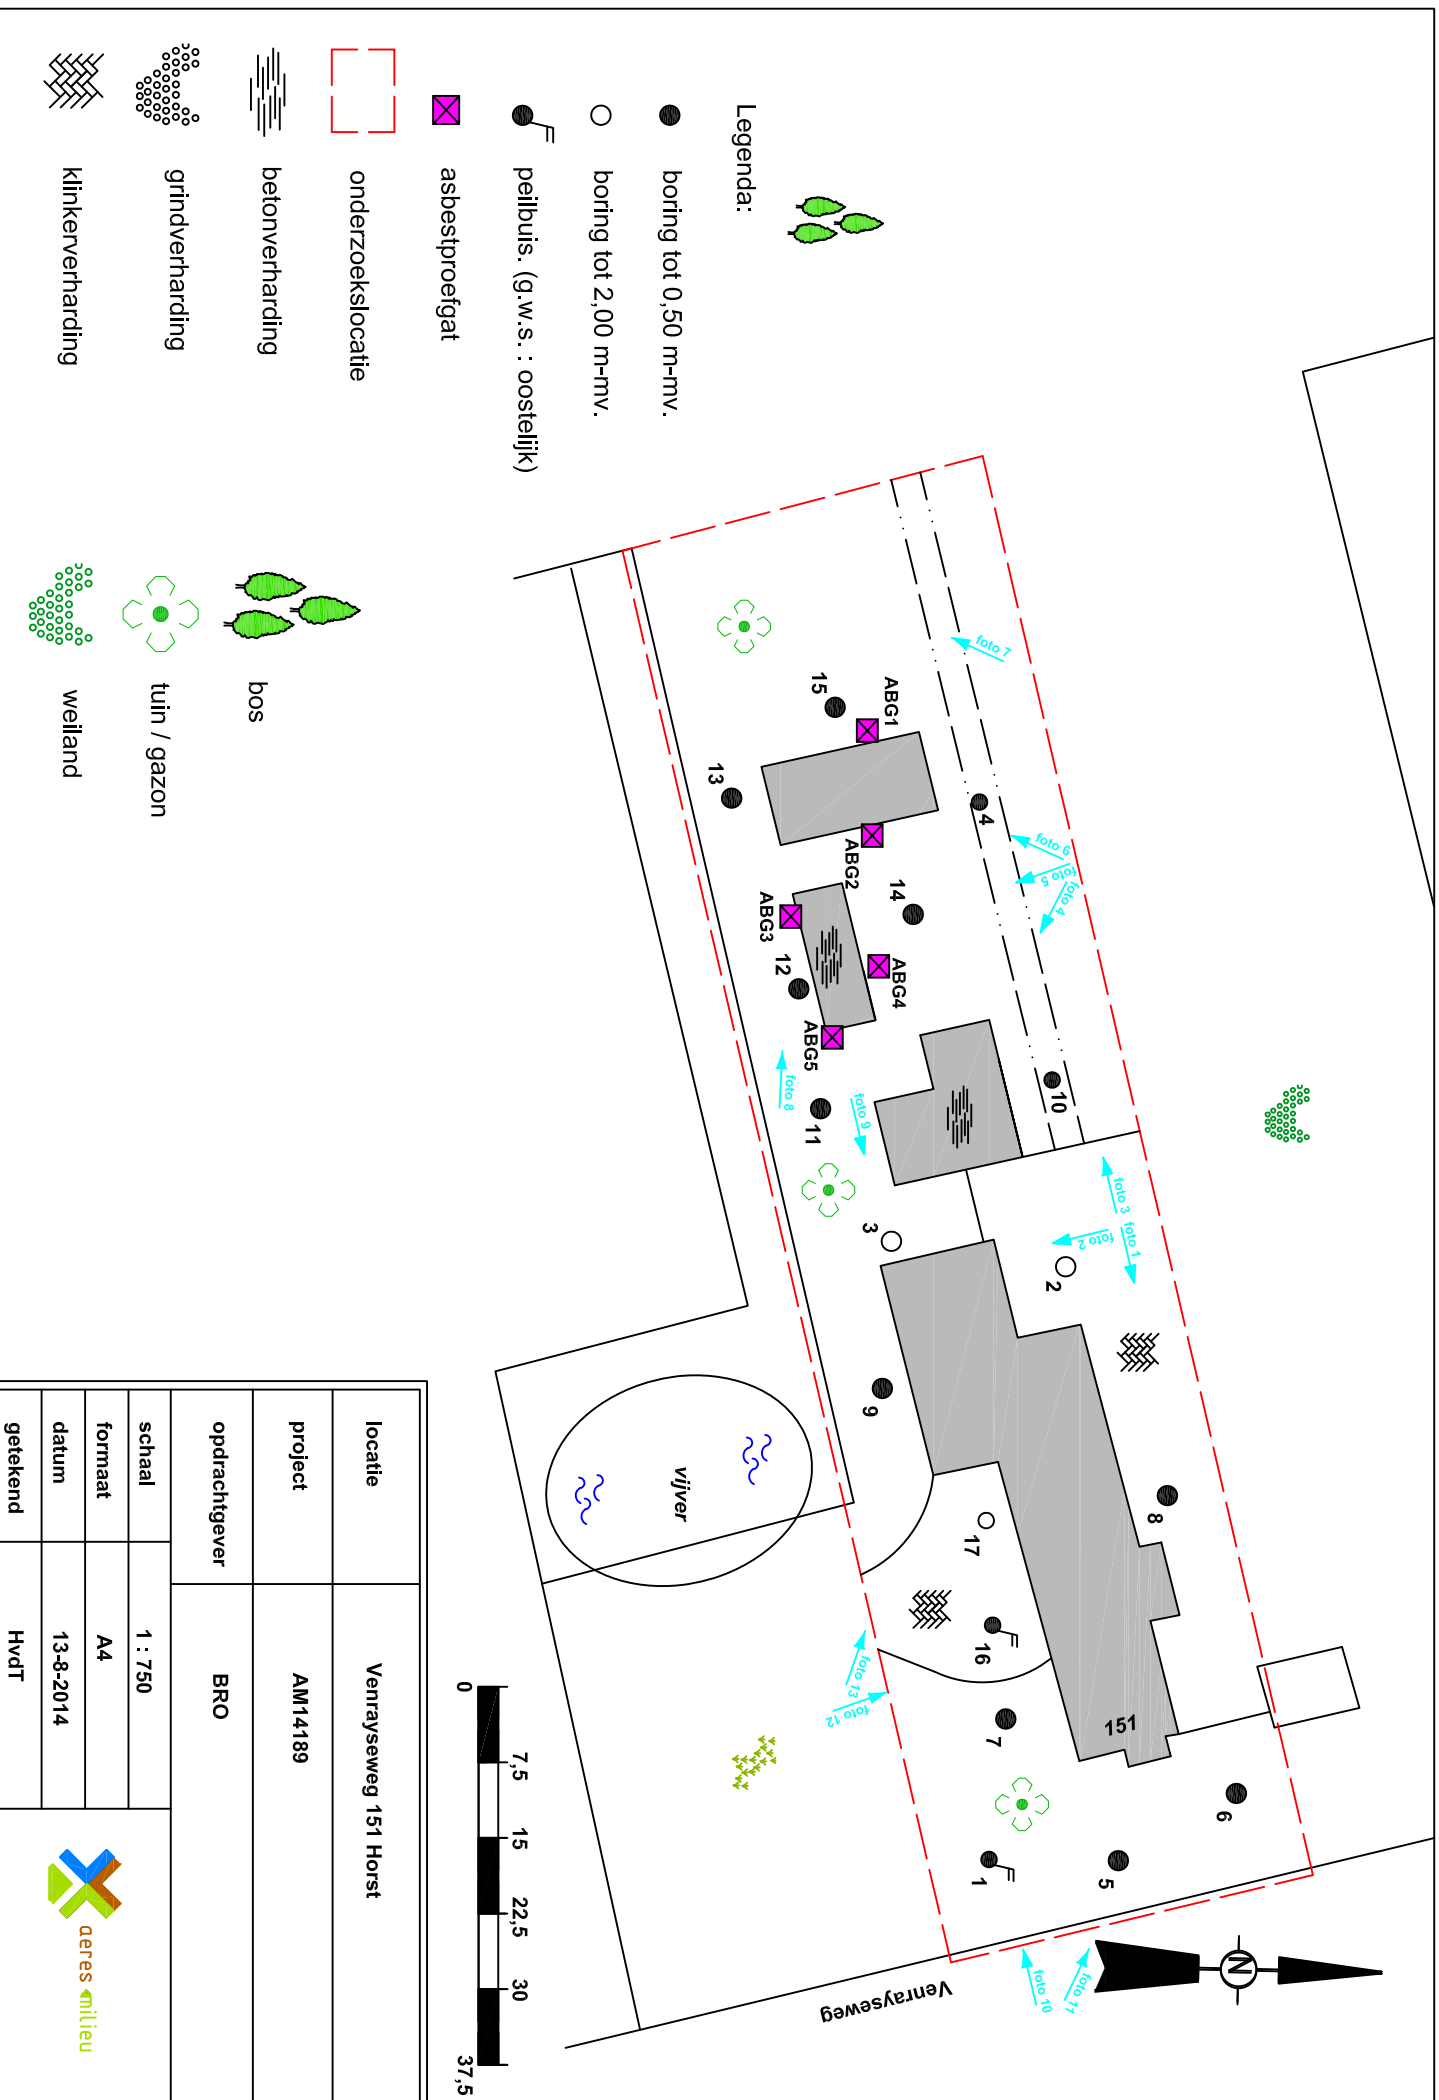 Legenda:
boring tot 0,50 m-mv.
boring tot 2,00 m-mv.
peilbuis. (g.w.s. : oostelijk)
asbestproefgat
onderzoekslocatie
betonverharding
grindverharding
klinkerverharding
bos
tuin / gazon
weiland
foto 7
15
ABG1
13
4
ABG2
14
foto 6
foto 5
foto 4
ABG3
12
ABG4
ABG5
10
foto 8
11
foto 9
3
foto 3
foto 1
foto 2
2
9
8
vijver
17
16
foto 13
foto 12
7
151
6
5
1
foto 10
foto 11
Venrayseweg
N
0
7,5
15
22,5
30
37,5
locatie
Venrayseweg 151 Horst
project
AM14189
opdrachtgever
BRO
schaal
1 : 750
formaat
A4
datum
13-8-2014
getekend
HvdT
aeres milieu